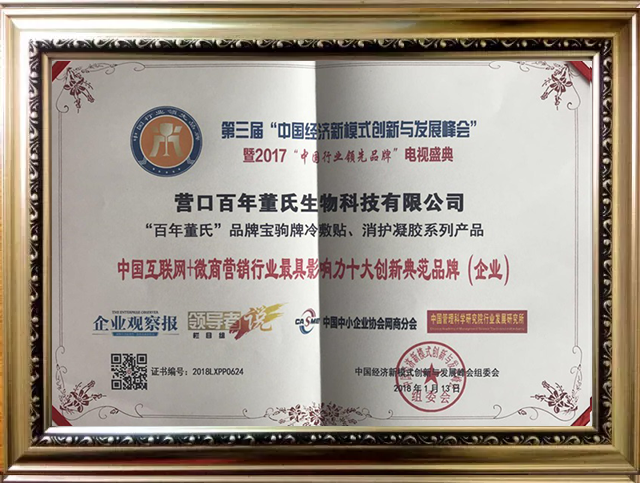 第三届“中国经济新模式创新与发展峰会”
暨2017“中国行业领先品牌”电视盛典
营口百年董氏生物科技有限公司
“百年董氏”品牌宝驹牌冷敷贴、消护凝胶系列产品
中国互联网+微商营销行业最具影响力十大创新典范品牌（企业）
企业观察报
领导者说
栏目组
CASME 中国中小企业协会网商分会
中国管理科学研究院行业发展研究所
证书编号：2018LXPP0624
中国经济新模式创新与发展峰会组委会
2018年1月13日
组委会